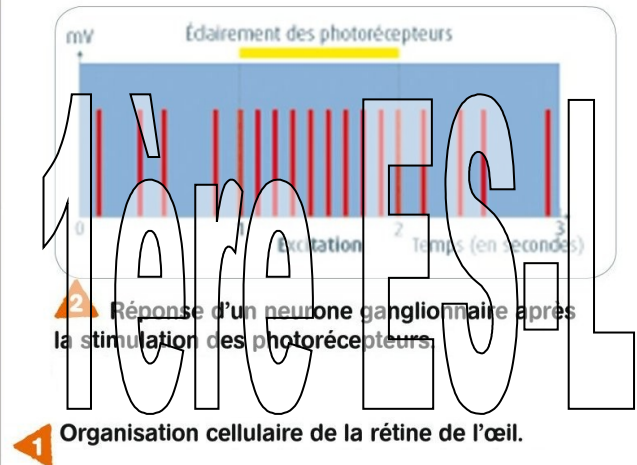 mV
Éclairement des photorécepteurs
0 1 2 3
Excitation
Temps (en secondes)
1ère ES-L
2 Réponse d'un neurone ganglionnaire après
la stimulation des photorécepteurs.
1 Organisation cellulaire de la rétine de l'œil.